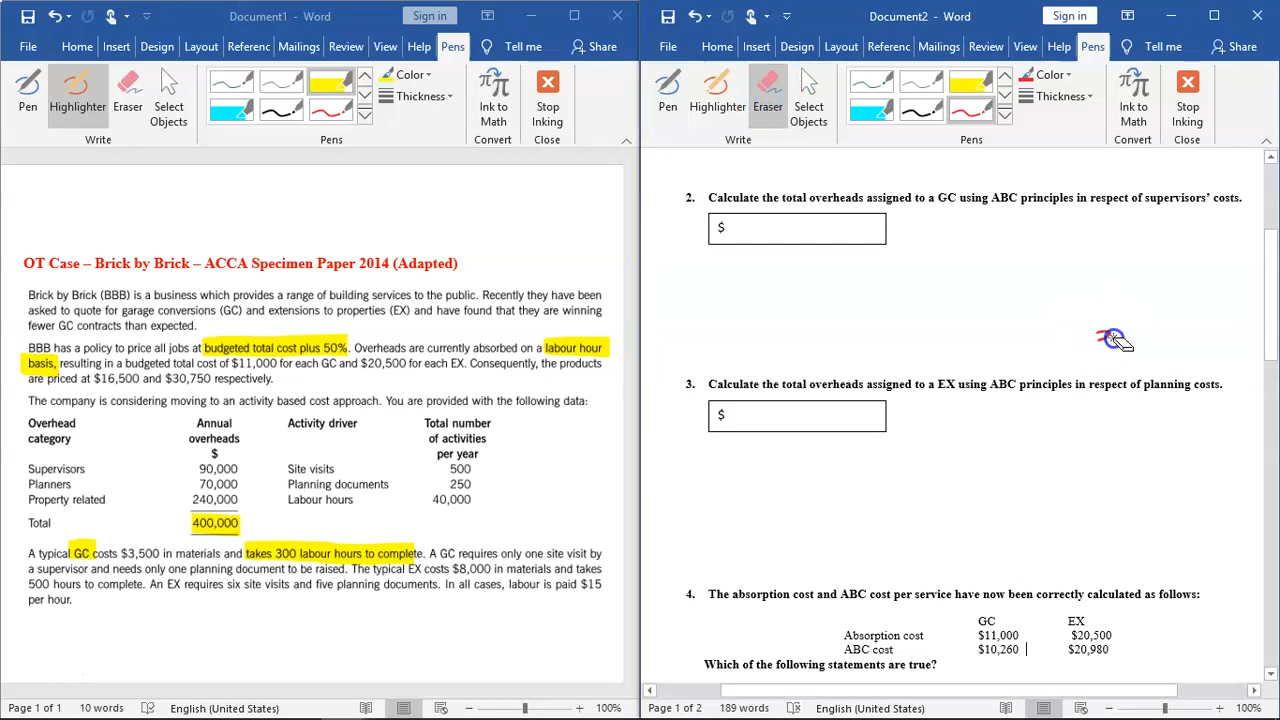 Document1 - Word
Sign in
File Home Insert Design Layout Referenc Mailings Review View Help Pens Tell me Share
Pen Highlighter Eraser Select Objects
Color
Thickness
Ink to Math
Stop Inking
Write Pens Convert Close
OT Case – Brick by Brick – ACCA Specimen Paper 2014 (Adapted)
Brick by Brick (BBB) is a business which provides a range of building services to the public. Recently they have been
asked to quote for garage conversions (GC) and extensions to properties (EX) and have found that they are winning
fewer GC contracts than expected.
BBB has a policy to price all jobs at budgeted total cost plus 50%. Overheads are currently absorbed on a labour hour
basis, resulting in a budgeted total cost of $11,000 for each GC and $20,500 for each EX. Consequently, the products
are priced at $16,500 and $30,750 respectively.
The company is considering moving to an activity based cost approach. You are provided with the following data:
Overhead Annual Activity driver Total number
category overheads of activities
$ per year
Supervisors 90,000 Site visits 500
Planners 70,000 Planning documents 250
Property related 240,000 Labour hours 40,000
Total 400,000
A typical GC costs $3,500 in materials and takes 300 labour hours to complete. A GC requires only one site visit by
a supervisor and needs only one planning document to be raised. The typical EX costs $8,000 in materials and takes
500 hours to complete. An EX requires six site visits and five planning documents. In all cases, labour is paid $15
per hour.
Page 1 of 1 10 words English (United States) 100%
Document2 - Word
Sign in
File Home Insert Design Layout Referenc Mailings Review View Help Pens Tell me Share
Pen Highlighter Eraser Select Objects
Color
Thickness
Ink to Math
Stop Inking
Write Pens Convert Close
2. Calculate the total overheads assigned to a GC using ABC principles in respect of supervisors’ costs.
$
3. Calculate the total overheads assigned to a EX using ABC principles in respect of planning costs.
$
4. The absorption cost and ABC cost per service have now been correctly calculated as follows:
GC EX
Absorption cost $11,000 $20,500
ABC cost $10,260 $20,980
Which of the following statements are true?
Page 1 of 2 189 words English (United States) 100%